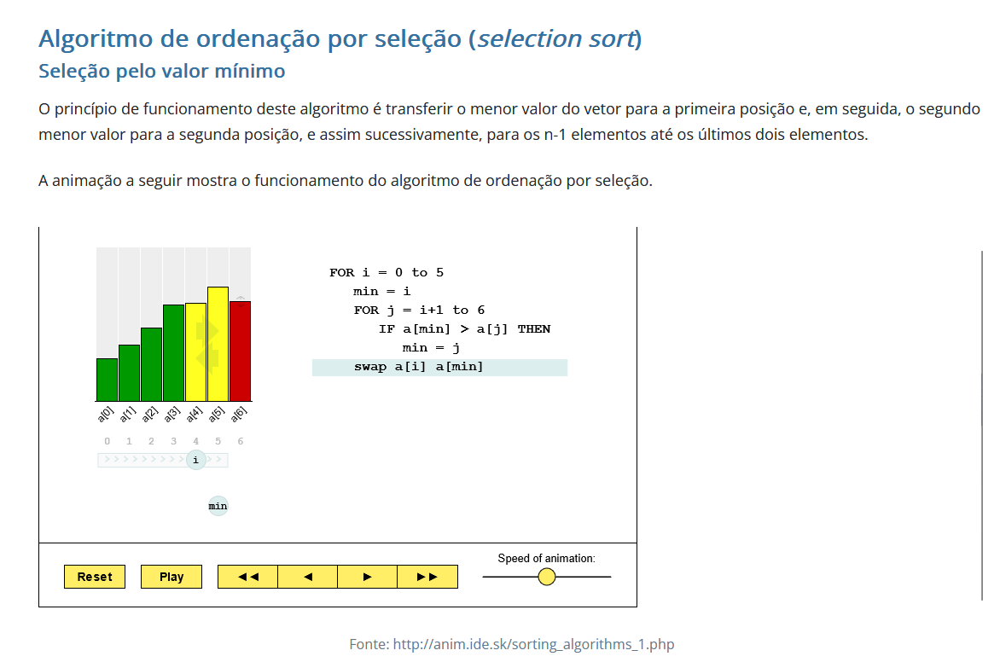 Algoritmo de ordenação por seleção (selection sort)
Seleção pelo valor mínimo
O princípio de funcionamento deste algoritmo é transferir o menor valor do vetor para a primeira posição e, em seguida, o segundo
menor valor para a segunda posição, e assim sucessivamente, para os n-1 elementos até os últimos dois elementos.
A animação a seguir mostra o funcionamento do algoritmo de ordenação por seleção.
FOR i = 0 to 5
min = i
FOR j = i+1 to 6
IF a[min] > a[j] THEN
min = j
swap a[i] a[min]
a[0] a[1] a[2] a[3] a[4] a[5] a[6]
0 1 2 3 4 5 6
i
min
Speed of animation:
Reset Play
Fonte: http://anim.ide.sk/sorting_algorithms_1.php